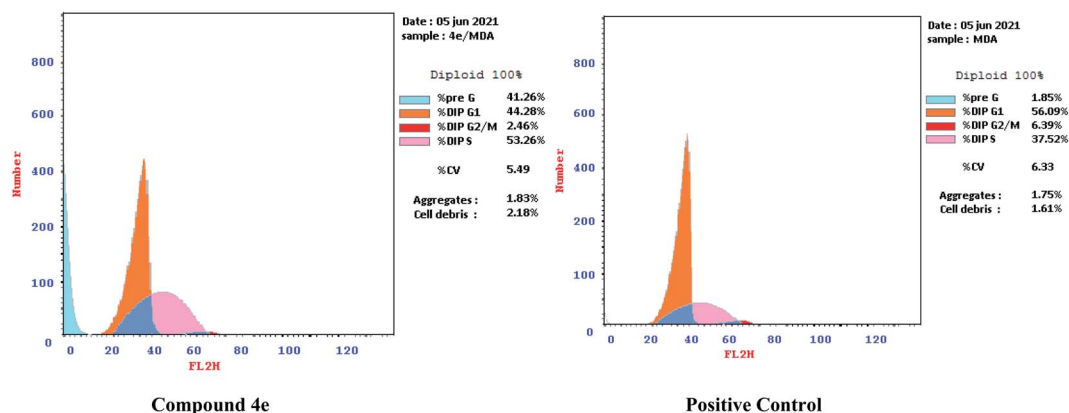 Date : 05 jun 2021
sample : 4e/MDA
Diploid 100%
%pre G 41.26%
%DIP G1 44.28%
%DIP G2/M 2.46%
%DIP S 53.26%
%CV 5.49
Aggregates : 1.83%
Cell debris : 2.18%
Number
800
600
400
200
100
0
0 20 40 60 80 100 120
FL2H
Compound 4e
Date : 05 jun 2021
sample : MDA
Diploid 100%
%pre G 1.85%
%DIP G1 56.09%
%DIP G2/M 6.39%
%DIP S 37.52%
%CV 6.33
Aggregates : 1.75%
Cell debris : 1.61%
Number
800
600
400
200
100
0
0 20 40 60 80 100 120
FL2H
Positive Control